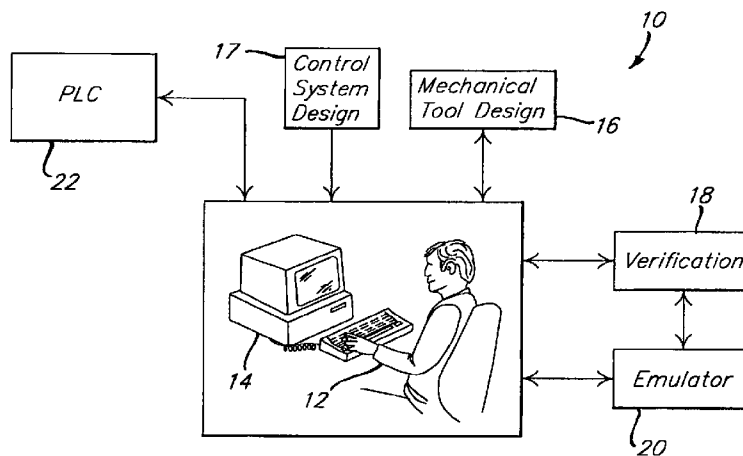 10
17
Control
System
Design
Mechanical
Tool Design
16
PLC
22
18
Verification
14
12
Emulator
20